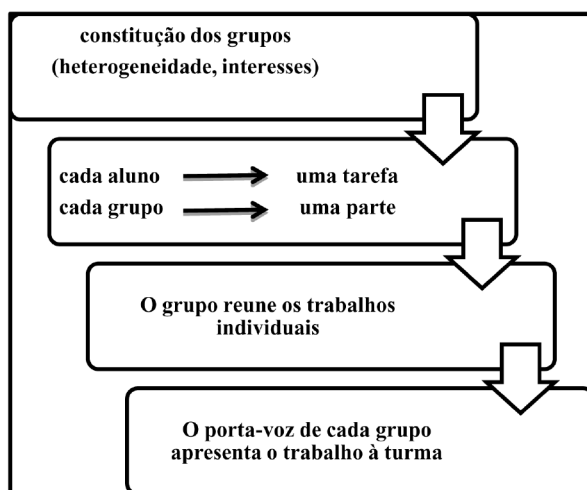 constitução dos grupos
(heterogeneidade, interesses)
cada aluno uma tarefa
cada grupo uma parte
O grupo reune os trabalhos
individuais
O porta-voz de cada grupo
apresenta o trabalho à turma